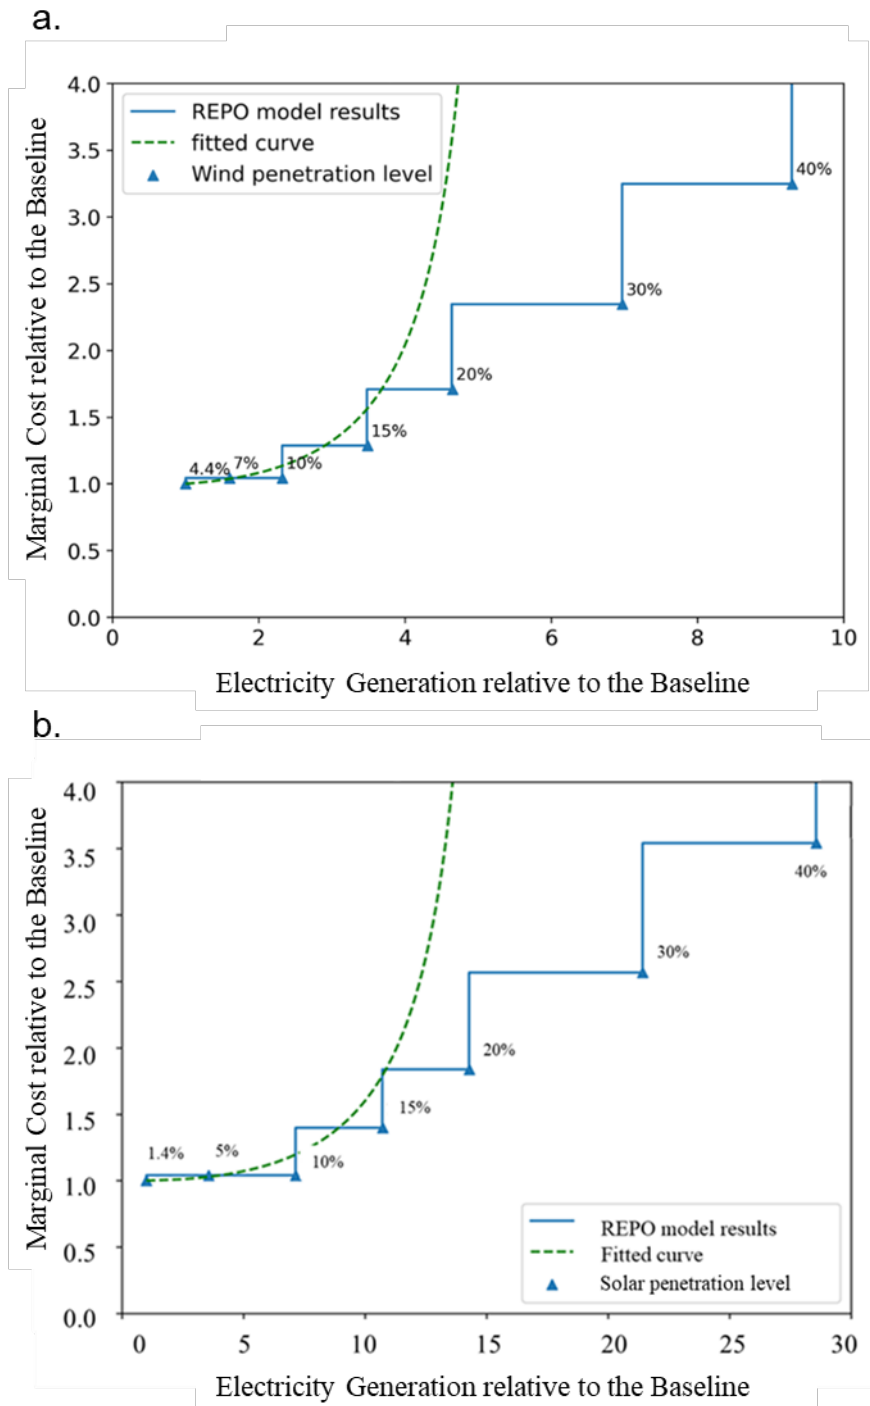 a.
4.0
3.5
3.0
2.5
2.0
1.5
1.0
0.5
0.0
Marginal Cost relative to the Baseline
REPO model results
fitted curve
Wind penetration level
40%
30%
20%
15%
10%
7%
4.4%
0 2 4 6 8 10
Electricity Generation relative to the Baseline
b.
4.0
3.5
3.0
2.5
2.0
1.5
1.0
0.5
0.0
Marginal Cost relative to the Baseline
40%
30%
20%
15%
10%
5%
1.4%
REPO model results
Fitted curve
Solar penetration level
0 5 10 15 20 25 30
Electricity Generation relative to the Baseline